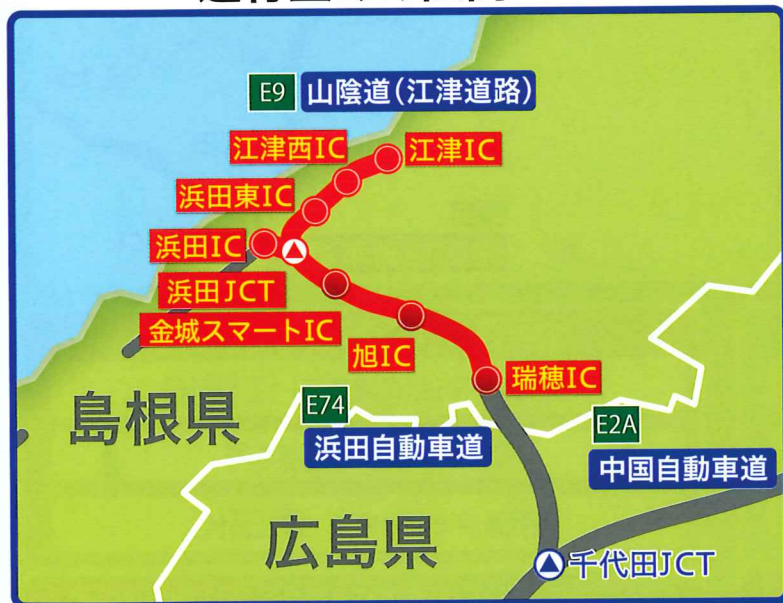 E9 山陰道(江津道路)
江津西IC 江津IC
浜田東IC
浜田IC
浜田JCT
金城スマートIC
旭IC
瑞穂IC
島根県
E74
浜田自動車道
E2A
中国自動車道
広島県
千代田JCT